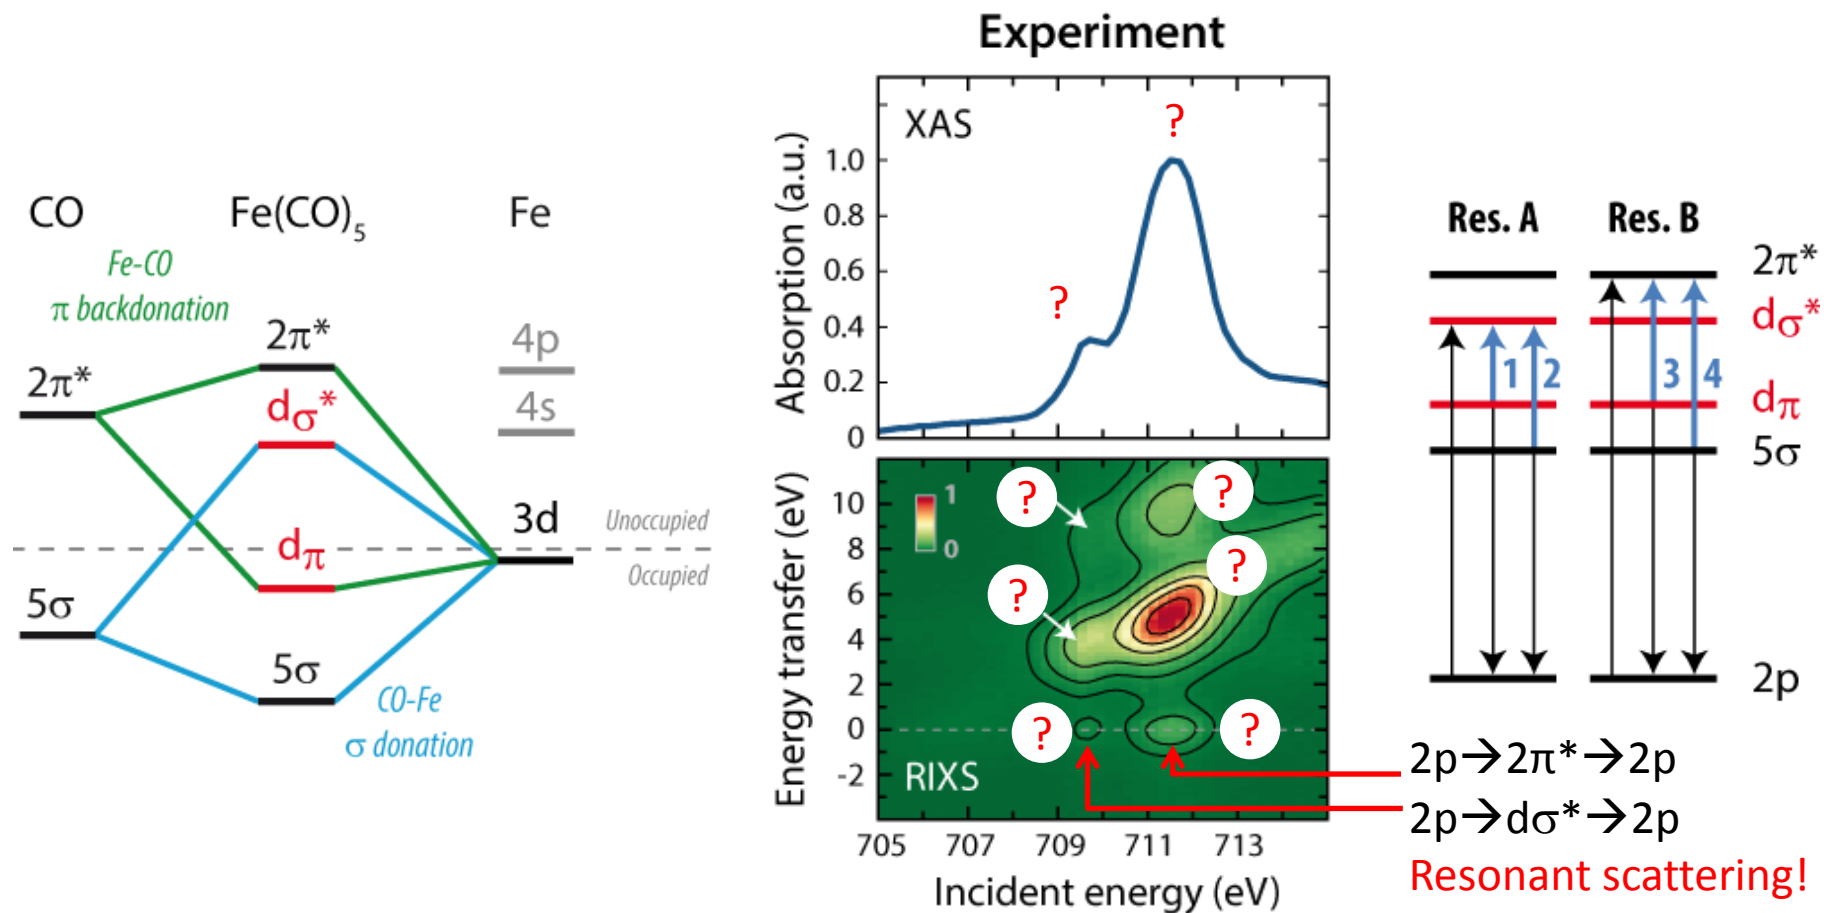 Experiment
CO
Fe(CO)5
Fe
Fe-CO
π backdonation
2π*
2π*
dσ*
4p
4s
3d
Unoccupied
Occupied
dπ
5σ
5σ
CO-Fe
σ donation
XAS
?
?
Absorption (a.u.)
1.0
0.8
0.6
0.4
0.2
0
Energy transfer (eV)
10
8
6
4
2
0
-2
1
0
?
?
?
?
?
?
RIXS
705
707
709
711
713
Incident energy (eV)
Res. A
Res. B
2π*
dσ*
dπ
5σ
2p
1
2
3
4
2p→2π*→2p
2p→dσ*→2p
Resonant scattering!